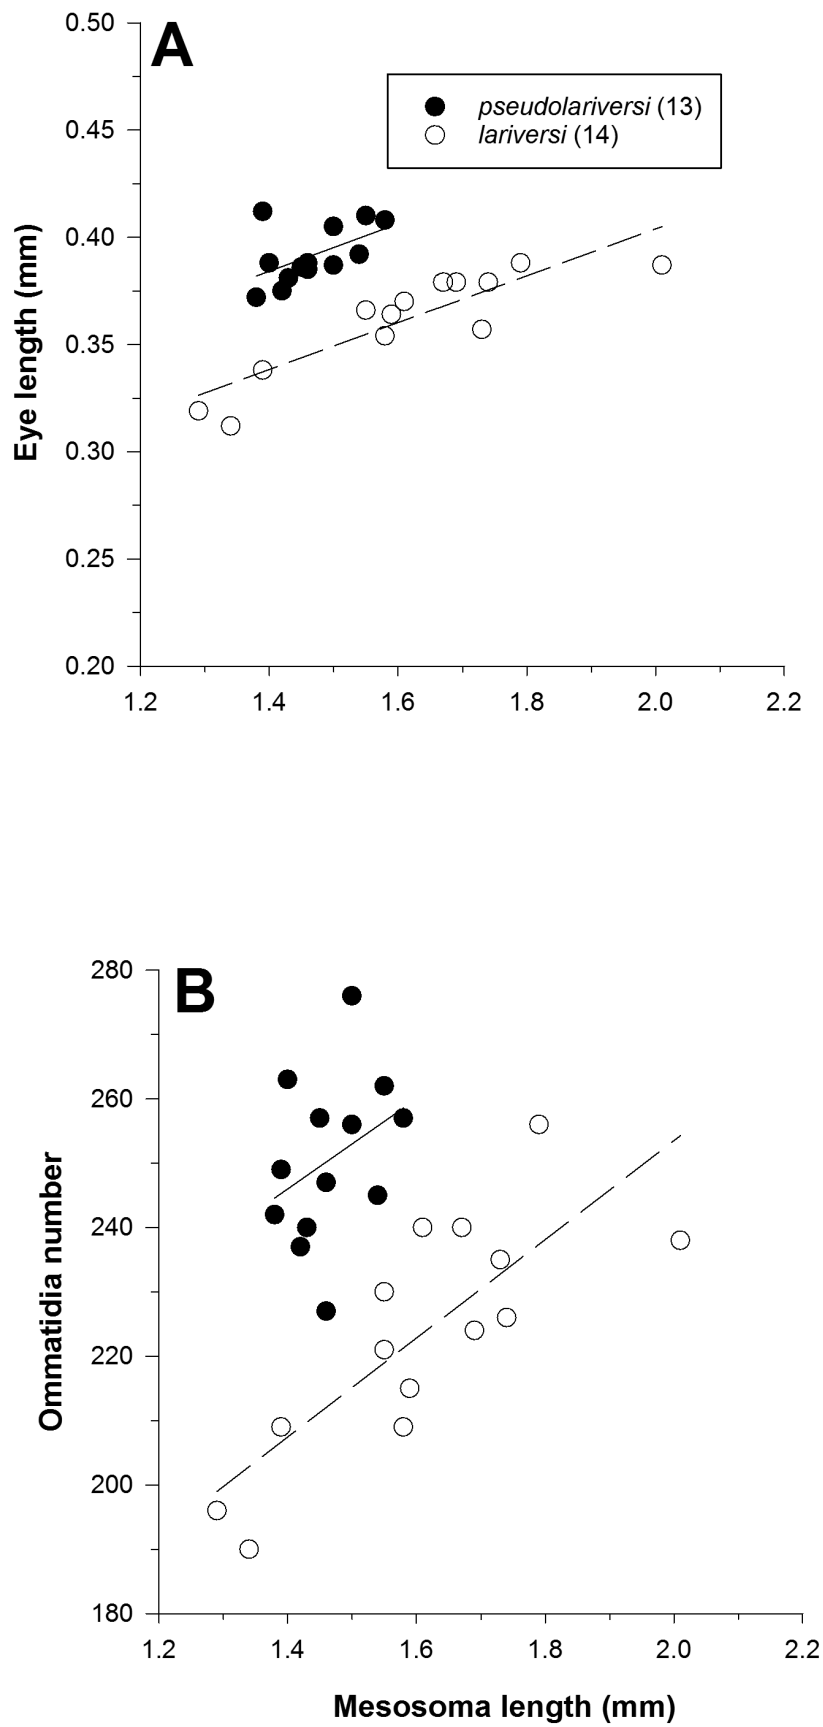 A
0.50
0.45
0.40
0.35
0.30
0.25
0.20
Eye length (mm)
pseudolariversi (13)
lariversi (14)
1.2 1.4 1.6 1.8 2.0 2.2
B
280
260
240
220
200
180
Ommatidia number
1.2 1.4 1.6 1.8 2.0 2.2
Mesosoma length (mm)